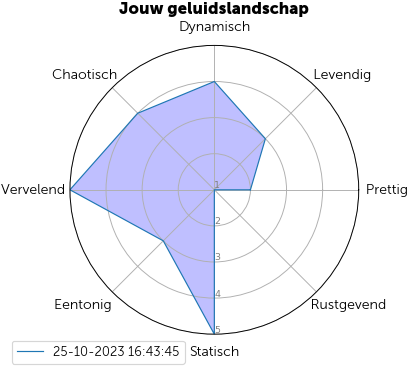 Jouw geluidslandschap
Dynamisch
Chaotisch
Levendig
Vervelend
1
Prettig
2
3
4
Eentonig
Rustgevend
5
25-10-2023 16:43:45
Statisch